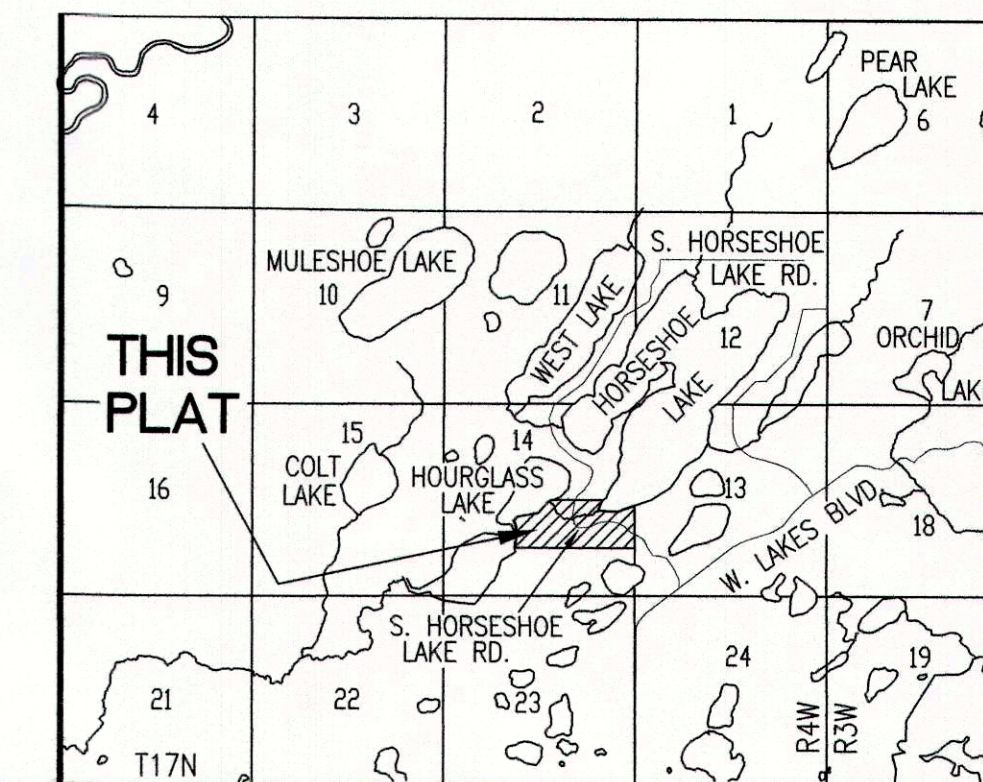 PEAR
LAKE
4
3
2
1
6
S. HORSESHOE
LAKE RD.
MULESHOE LAKE
9
10
11
WEST LAKE
HORSESHOE
LAKE
12
7
ORCHID
LAK
THIS
PLAT
15
14
16
COLT
LAKE
HOURGLASS
LAKE
13
W. LAKES BLVD.
18
S. HORSESHOE
LAKE RD.
21
22
23
24
19
R4W
R3W
T17N